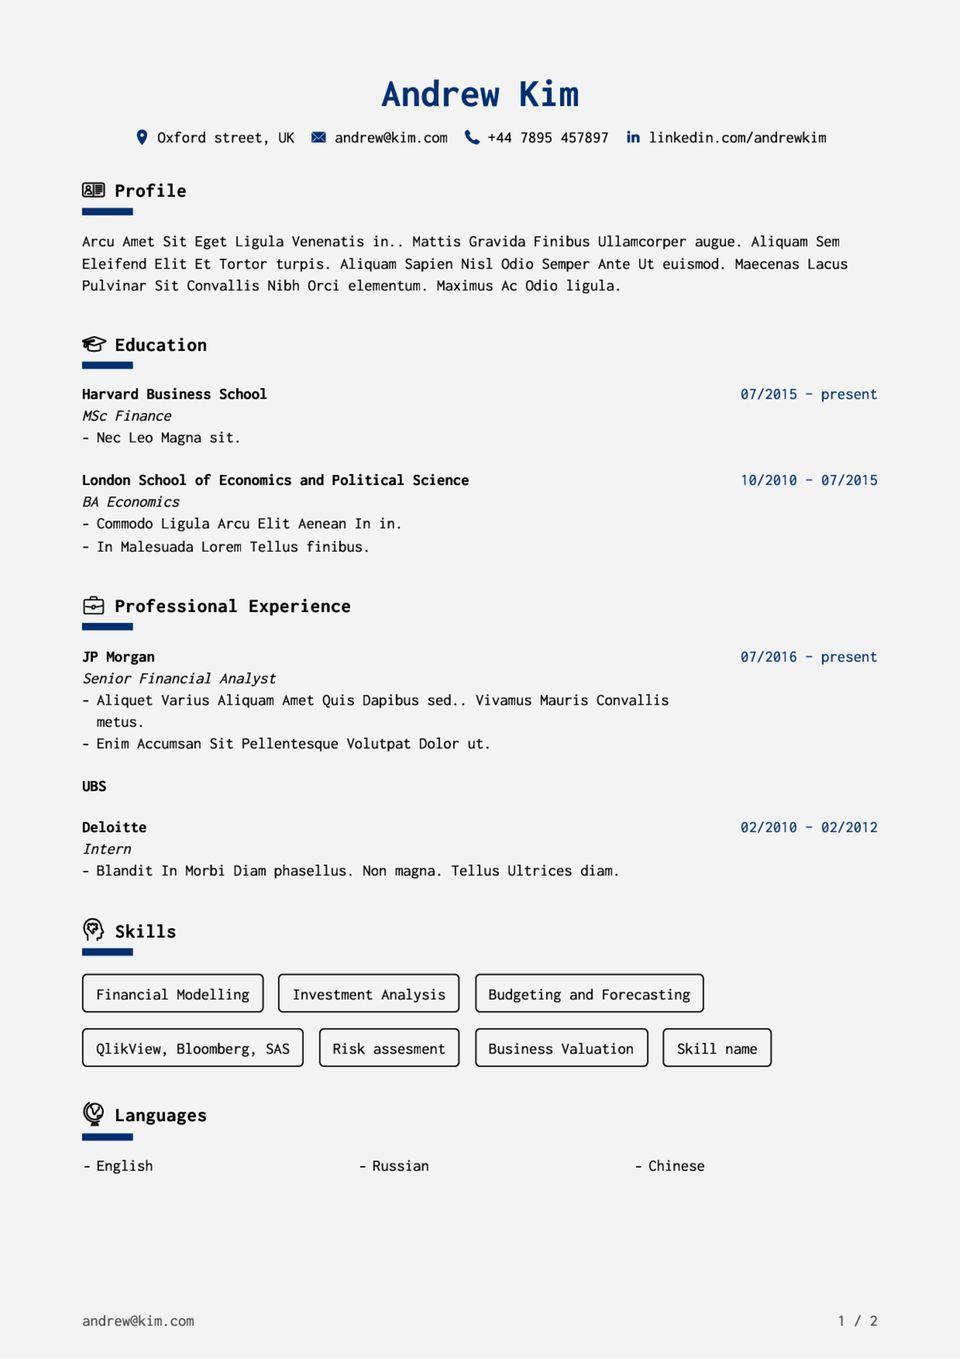 Andrew Kim
Oxford street, UK andrew@kim.com +44 7895 457897 linkedin.com/andrewkim
Profile
Arcu Amet Sit Eget Ligula Venenatis in.. Mattis Gravida Finibus Ullamcorper augue. Aliquam Sem
Eleifend Elit Et Tortor turpis. Aliquam Sapien Nisl Odio Semper Ante Ut euismod. Maecenas Lacus
Pulvinar Sit Convallis Nibh Orci elementum. Maximus Ac Odio ligula.
Education
Harvard Business School 07/2015 – present
MSc Finance
- Nec Leo Magna sit.
London School of Economics and Political Science 10/2010 – 07/2015
BA Economics
- Commodo Ligula Arcu Elit Aenean In in.
- In Malesuada Lorem Tellus finibus.
Professional Experience
JP Morgan 07/2016 – present
Senior Financial Analyst
- Aliquet Varius Aliquam Amet Quis Dapibus sed.. Vivamus Mauris Convallis
metus.
- Enim Accumsan Sit Pellentesque Volutpat Dolor ut.
UBS
Deloitte 02/2010 – 02/2012
Intern
- Blandit In Morbi Diam phasellus. Non magna. Tellus Ultrices diam.
Skills
Financial Modelling Investment Analysis Budgeting and Forecasting
QlikView, Bloomberg, SAS Risk assesment Business Valuation Skill name
Languages
- English - Russian - Chinese
andrew@kim.com 1 / 2